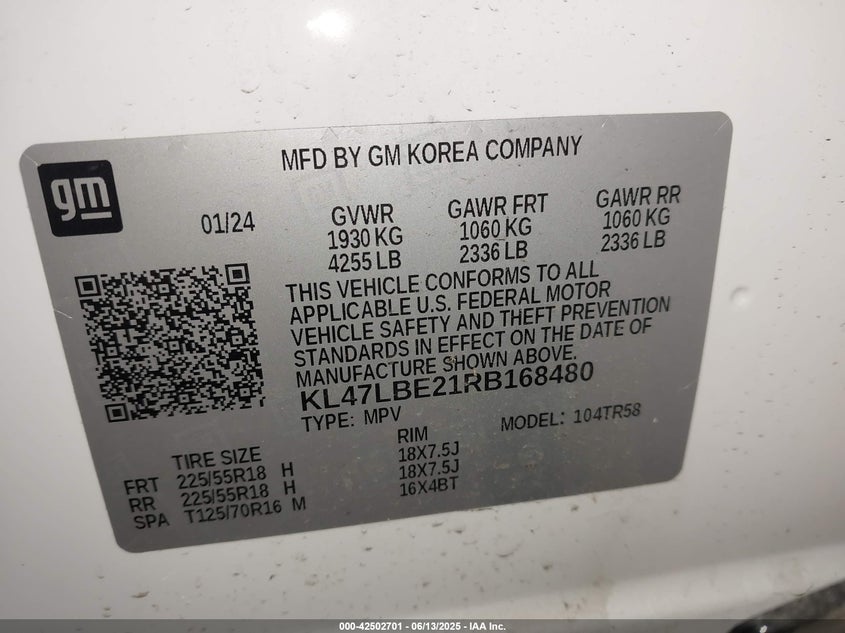 MFD BY GM KOREA COMPANY
gm
01/24
GVWR
1930 KG
4255 LB
GAWR FRT
1060 KG
2336 LB
GAWR RR
1060 KG
2336 LB
THIS VEHICLE CONFORMS TO ALL
APPLICABLE U.S. FEDERAL MOTOR
VEHICLE SAFETY AND THEFT PREVENTION
STANDARDS IN EFFECT ON THE DATE OF
MANUFACTURE SHOWN ABOVE.
KL47LBE21RB168480
TYPE: MPV MODEL: 104TR58
TIRE SIZE RIM
FRT 225/55R18 H 18X7.5J
RR 225/55R18 H 18X7.5J
SPA T125/70R16 M 16X4BT
000-42502701 - 06/13/2025 - IAA Inc.